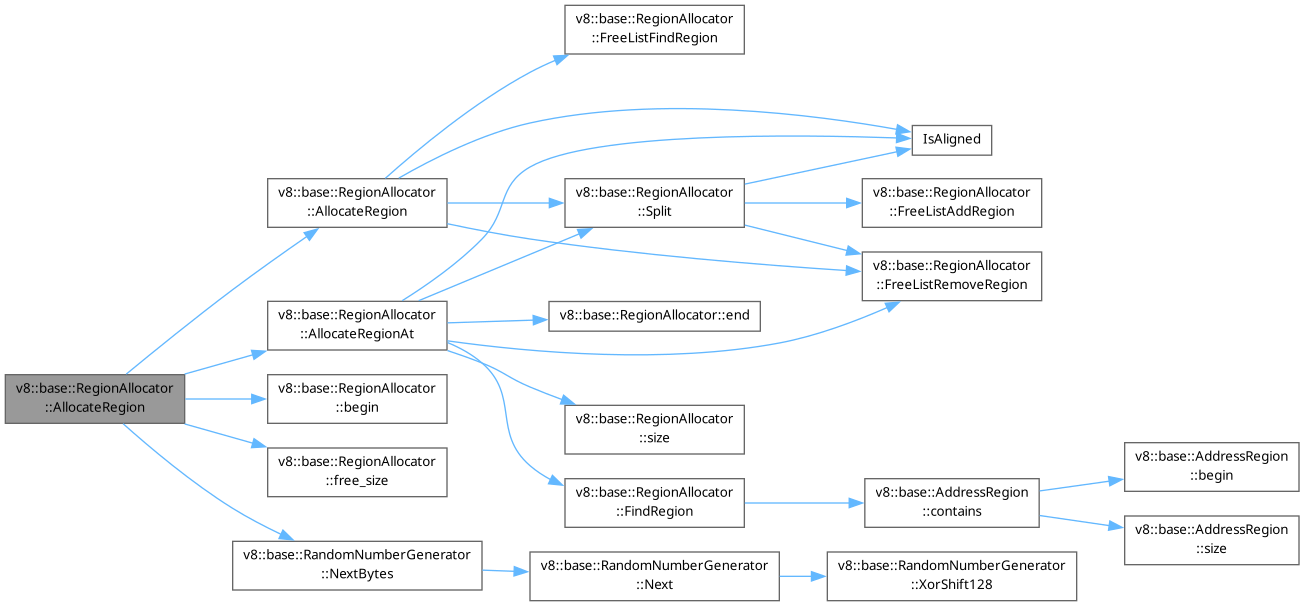 v8::base::RegionAllocator
::FreeListFindRegion
IsAligned
v8::base::RegionAllocator
::AllocateRegion
v8::base::RegionAllocator
::Split
v8::base::RegionAllocator
::FreeListAddRegion
v8::base::RegionAllocator
::FreeListRemoveRegion
v8::base::RegionAllocator
::AllocateRegionAt
v8::base::RegionAllocator::end
v8::base::RegionAllocator
::AllocateRegion
v8::base::RegionAllocator
::begin
v8::base::RegionAllocator
::size
v8::base::RegionAllocator
::free_size
v8::base::RegionAllocator
::FindRegion
v8::base::AddressRegion
::contains
v8::base::AddressRegion
::begin
v8::base::AddressRegion
::size
v8::base::RandomNumberGenerator
::NextBytes
v8::base::RandomNumberGenerator
::Next
v8::base::RandomNumberGenerator
::XorShift128